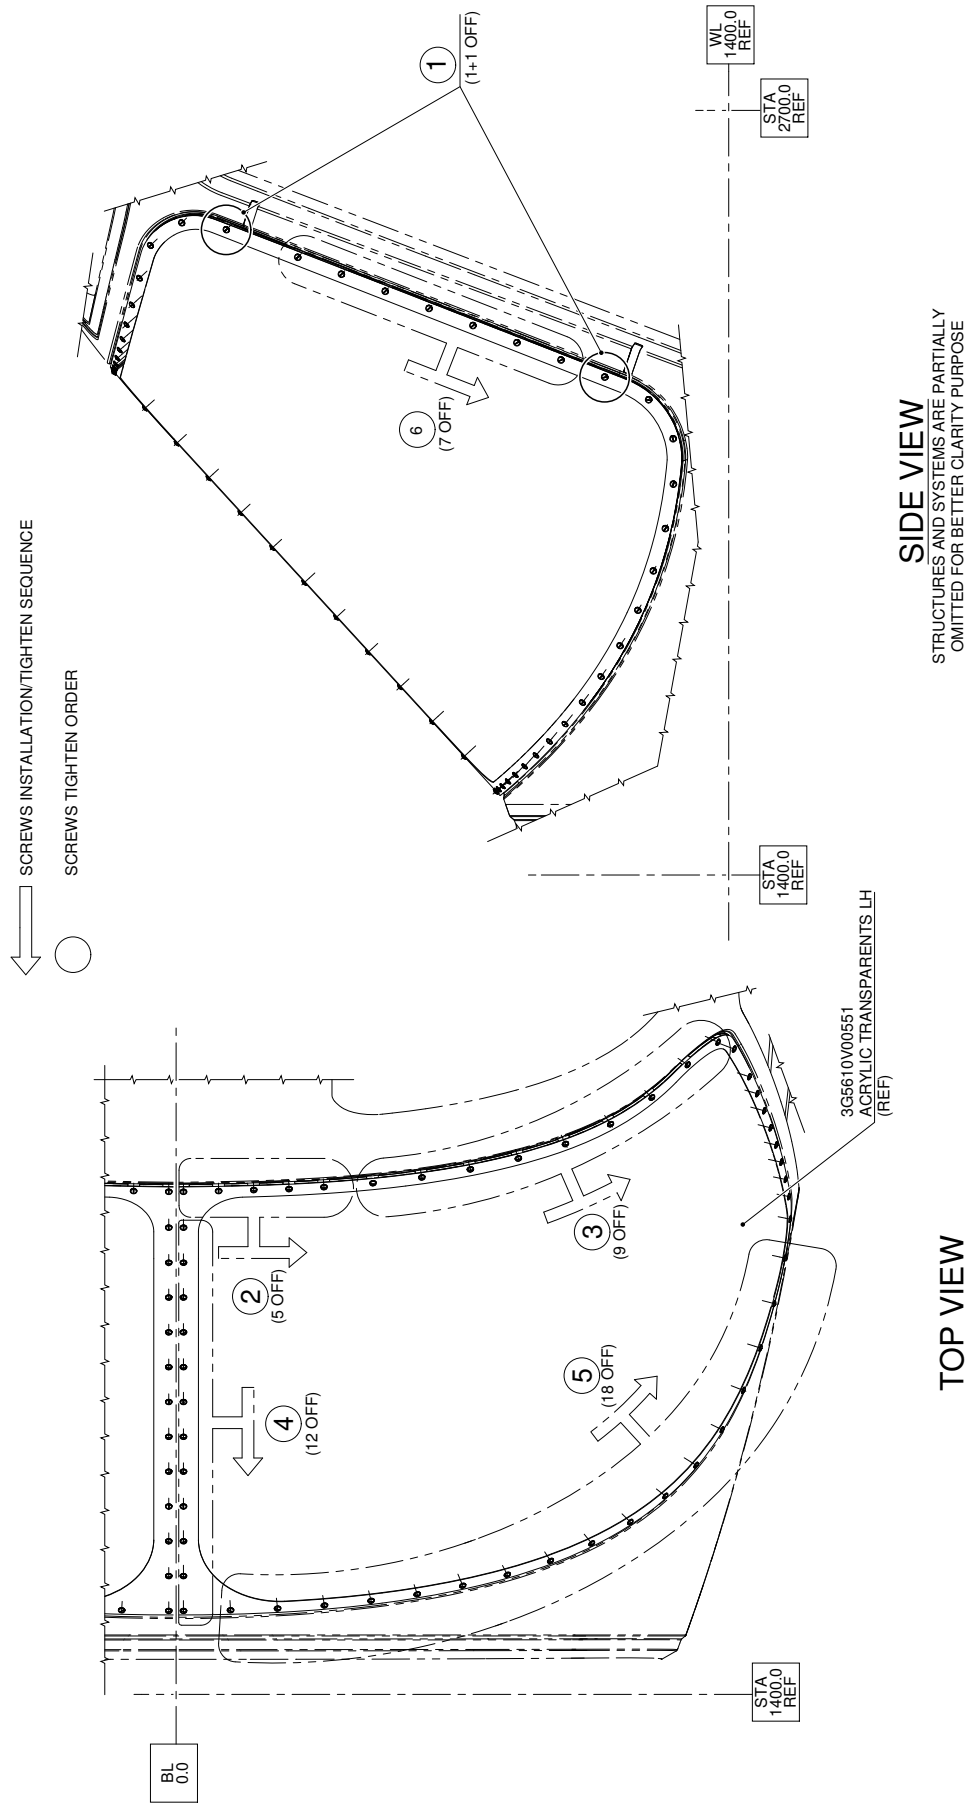 SCREWS INSTALLATION/TIGHTEN SEQUENCE
SCREWS TIGHTEN ORDER
BL
0.0
STA
1400.0
REF
2
(5 OFF)
4
(12 OFF)
3
(9 OFF)
5
(18 OFF)
3G5610V00551
ACRYLIC TRANSPARENTS LH
(REF)
TOP VIEW
1
(1+1 OFF)
6
(7 OFF)
WL
1400.0
REF
STA
2700.0
REF
STA
1400.0
REF
SIDE VIEW
STRUCTURES AND SYSTEMS ARE PARTIALLY
OMITTED FOR BETTER CLARITY PURPOSE